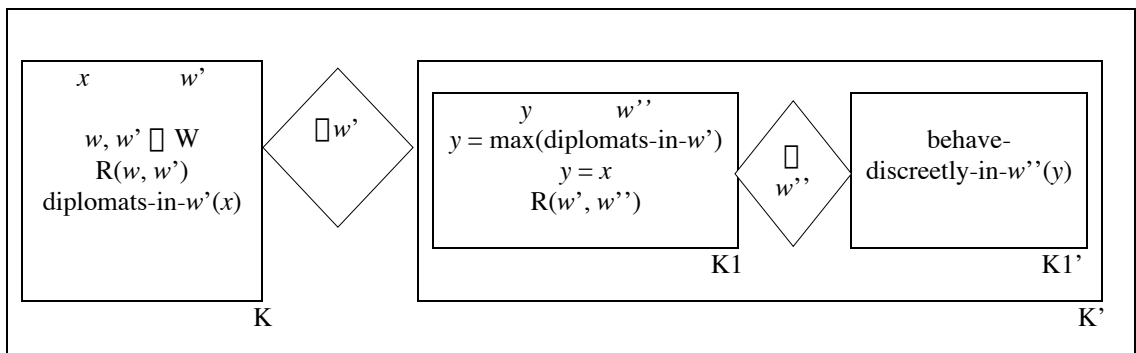 x w’
w, w’ ▯ W
R(w, w’)
diplomats-in-w’(x)
K
▯w’
y w’’
y = max(diplomats-in-w’)
y = x
R(w’, w’’)
K1
▯
w’’
behave-
discreetly-in-w’’(y)
K1’
K’